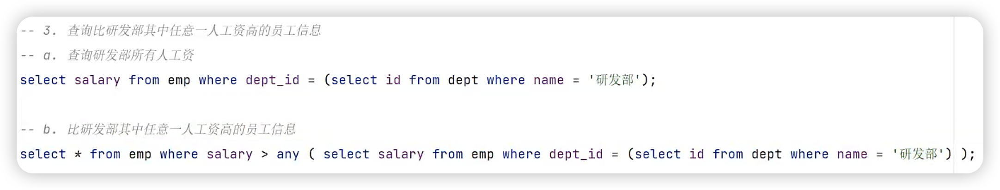 -- 3. 查询比研发部其中任意一人工资高的员工信息
-- a. 查询研发部所有人工资
select salary from emp where dept_id = (select id from dept where name = '研发部');
-- b. 比研发部其中任意一人工资高的员工信息
select * from emp where salary > any ( select salary from emp where dept_id = (select id from dept where name = '研发部') );